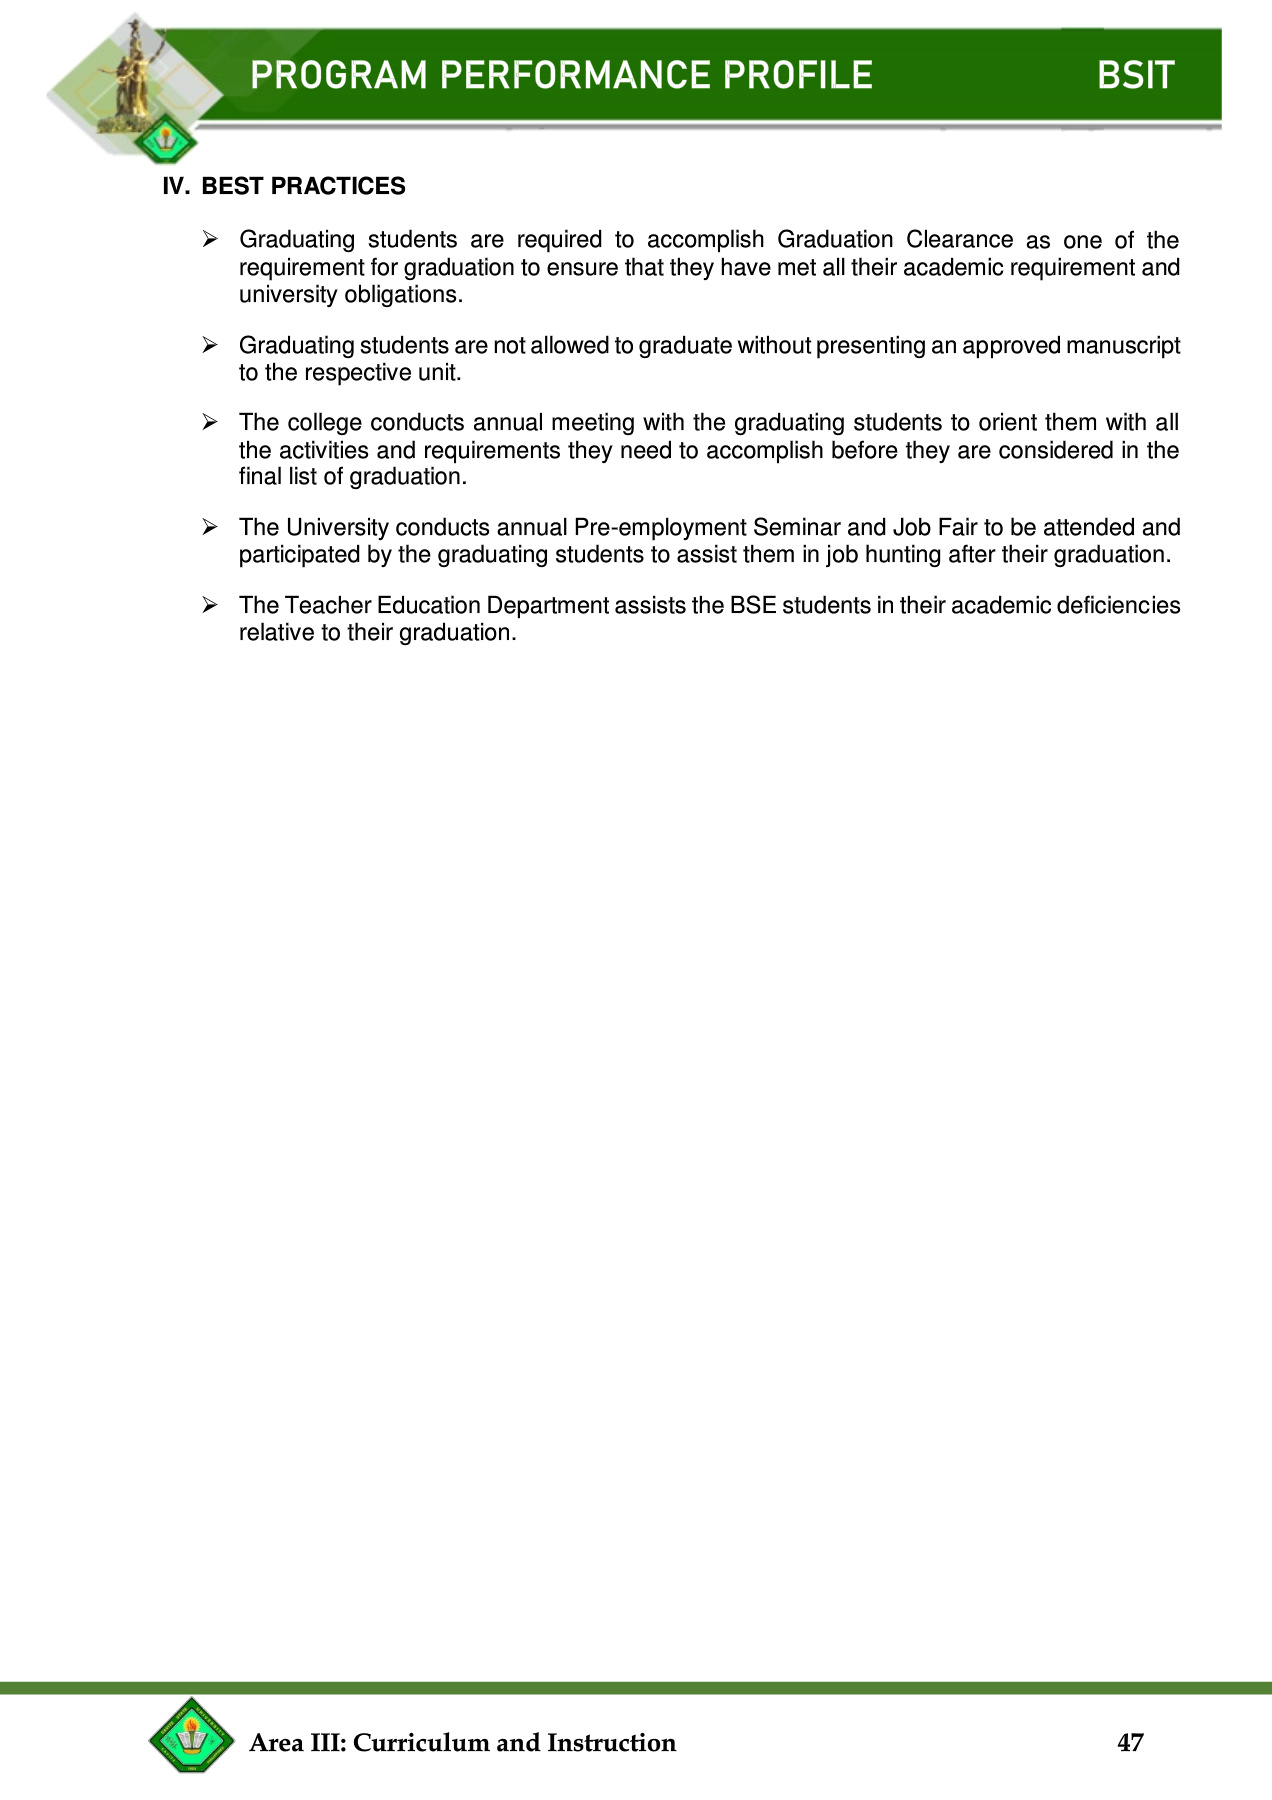 PROGRAM PERFORMANCE PROFILE BSIT
IV. BEST PRACTICES
➢ Graduating students are required to accomplish Graduation Clearance as one of the
requirement for graduation to ensure that they have met all their academic requirement and
university obligations.
➢ Graduating students are not allowed to graduate without presenting an approved manuscript
to the respective unit.
➢ The college conducts annual meeting with the graduating students to orient them with all
the activities and requirements they need to accomplish before they are considered in the
final list of graduation.
➢ The University conducts annual Pre-employment Seminar and Job Fair to be attended and
participated by the graduating students to assist them in job hunting after their graduation.
➢ The Teacher Education Department assists the BSE students in their academic deficiencies
relative to their graduation.
Area III: Curriculum and Instruction 47